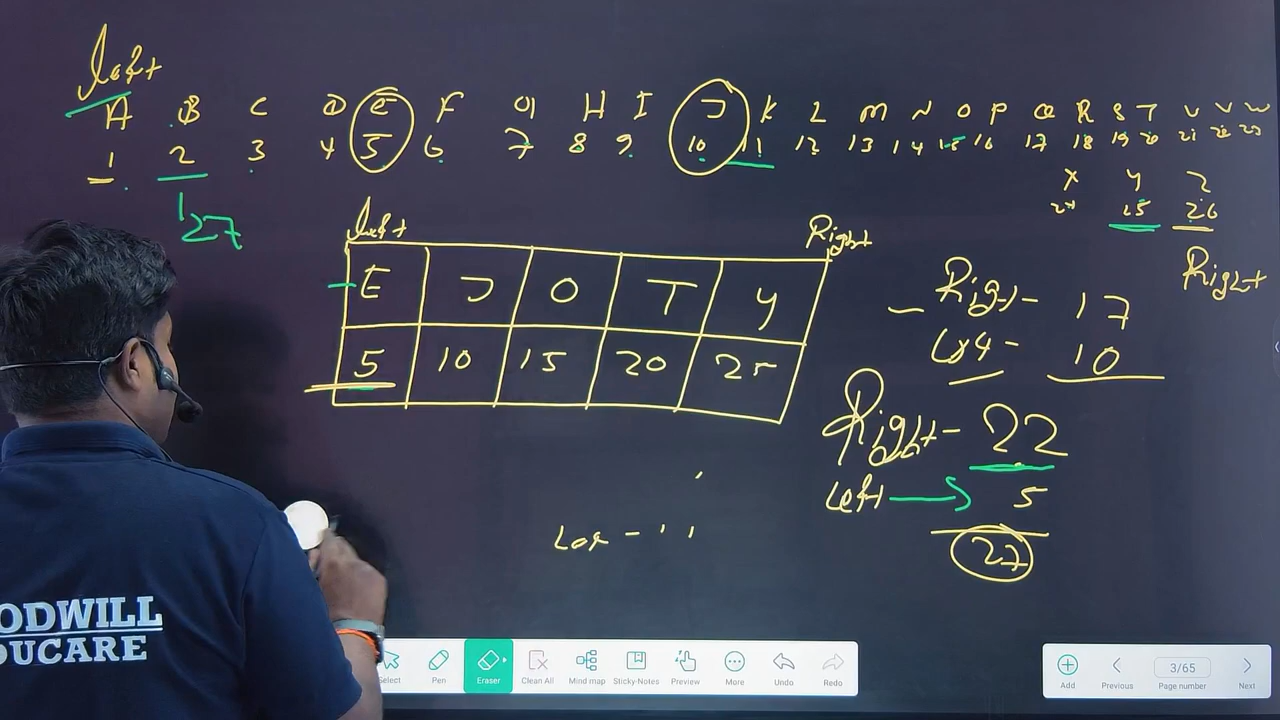 left
A B C D E F G H I J K L M N O P Q R S T U V W
1 2 3 4 5 6 7 8 9 10 11 12 13 14 15 16 17 18 19 20 21 22 23
X Y Z
24 25 26
27
left Right
Right
E J O T Y
5 10 15 20 25
Right - 17
10
Right - 22
left → 5
27
ODWILL
DUCARE
Select Pen Eraser Clean All Mind map Sticky-Notes Preview More Undo Redo
Add Previous 3/65 Page number Next